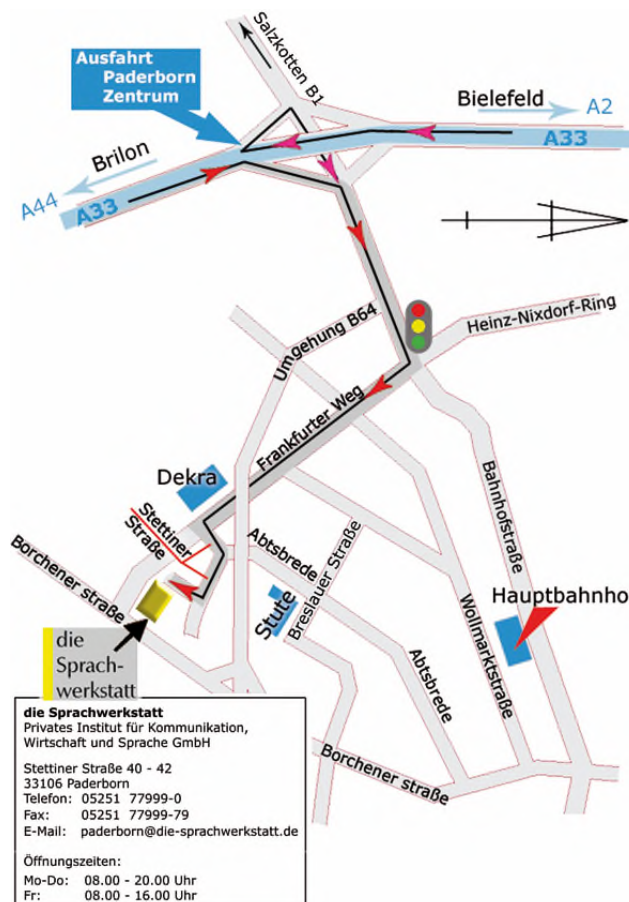 Salzkotten B1
Ausfahrt
Paderborn
Zentrum
Bielefeld
A2
A33
Brilon
A44
A33
Heinz-Nixdorf-Ring
Umgehung B64
Frankfurter Weg
Dekra
Stettiner
Straße
Abtsbrede
Breslauer Straße
Bahnhofstraße
Borchener straße
Stute
Hauptbahnho
Wollmarktstraße
die
Sprach-
werkstatt
Abtsbrede
Borchener straße
die Sprachwerkstatt
Privates Institut für Kommunikation,
Wirtschaft und Sprache GmbH
Stettiner Straße 40 - 42
33106 Paderborn
Telefon: 05251 77999-0
Fax: 05251 77999-79
E-Mail: paderborn@die-sprachwerkstatt.de
Öffnungszeiten:
Mo-Do: 08.00 - 20.00 Uhr
Fr: 08.00 - 16.00 Uhr